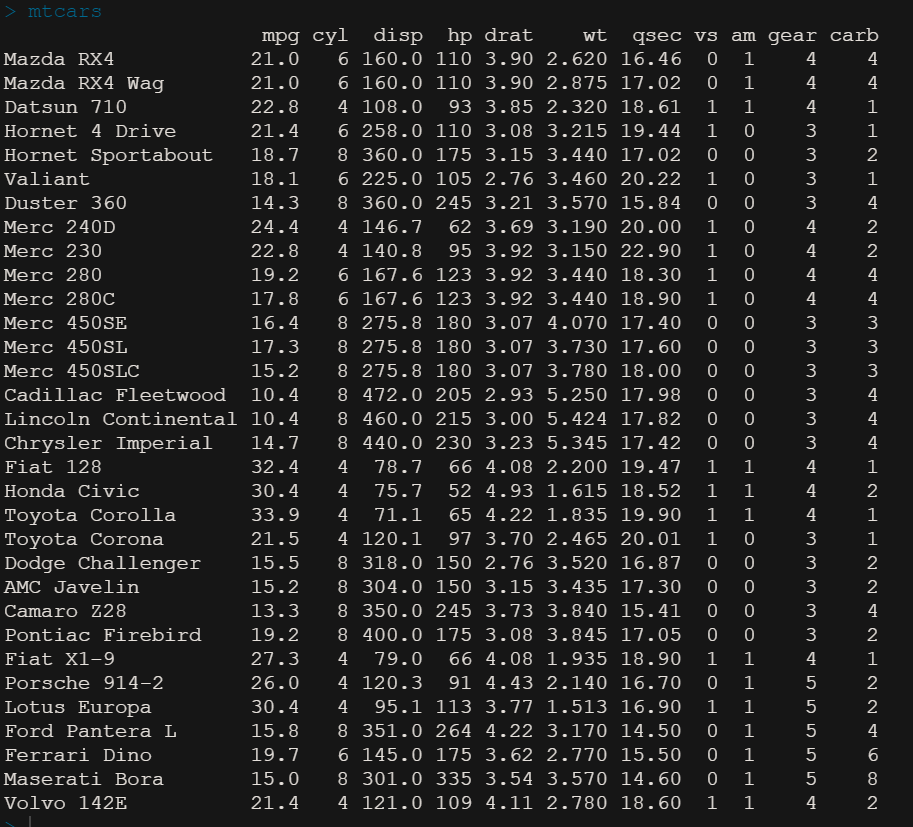 > mtcars
                     mpg cyl  disp  hp drat    wt  qsec vs am gear carb
Mazda RX4           21.0   6 160.0 110 3.90 2.620 16.46  0  1    4    4
Mazda RX4 Wag       21.0   6 160.0 110 3.90 2.875 17.02  0  1    4    4
Datsun 710          22.8   4 108.0  93 3.85 2.320 18.61  1  1    4    1
Hornet 4 Drive      21.4   6 258.0 110 3.08 3.215 19.44  1  0    3    1
Hornet Sportabout   18.7   8 360.0 175 3.15 3.440 17.02  0  0    3    2
Valiant             18.1   6 225.0 105 2.76 3.460 20.22  1  0    3    1
Duster 360          14.3   8 360.0 245 3.21 3.570 15.84  0  0    3    4
Merc 240D           24.4   4 146.7  62 3.69 3.190 20.00  1  0    4    2
Merc 230            22.8   4 140.8  95 3.92 3.150 22.90  1  0    4    2
Merc 280            19.2   6 167.6 123 3.92 3.440 18.30  1  0    4    4
Merc 280C           17.8   6 167.6 123 3.92 3.440 18.90  1  0    4    4
Merc 450SE          16.4   8 275.8 180 3.07 4.070 17.40  0  0    3    3
Merc 450SL          17.3   8 275.8 180 3.07 3.730 17.60  0  0    3    3
Merc 450SLC         15.2   8 275.8 180 3.07 3.780 18.00  0  0    3    3
Cadillac Fleetwood  10.4   8 472.0 205 2.93 5.250 17.98  0  0    3    4
Lincoln Continental 10.4   8 460.0 215 3.00 5.424 17.82  0  0    3    4
Chrysler Imperial   14.7   8 440.0 230 3.23 5.345 17.42  0  0    3    4
Fiat 128            32.4   4  78.7  66 4.08 2.200 19.47  1  1    4    1
Honda Civic         30.4   4  75.7  52 4.93 1.615 18.52  1  1    4    2
Toyota Corolla      33.9   4  71.1  65 4.22 1.835 19.90  1  1    4    1
Toyota Corona       21.5   4 120.1  97 3.70 2.465 20.01  1  0    3    1
Dodge Challenger    15.5   8 318.0 150 2.76 3.520 16.87  0  0    3    2
AMC Javelin         15.2   8 304.0 150 3.15 3.435 17.30  0  0    3    2
Camaro Z28          13.3   8 350.0 245 3.73 3.840 15.41  0  0    3    4
Pontiac Firebird    19.2   8 400.0 175 3.08 3.845 17.05  0  0    3    2
Fiat X1-9           27.3   4  79.0  66 4.08 1.935 18.90  1  1    4    1
Porsche 914-2       26.0   4 120.3  91 4.43 2.140 16.70  0  1    5    2
Lotus Europa        30.4   4  95.1 113 3.77 1.513 16.90  1  1    5    2
Ford Pantera L      15.8   8 351.0 264 4.22 3.170 14.50  0  1    5    4
Ferrari Dino        19.7   6 145.0 175 3.62 2.770 15.50  0  1    5    6
Maserati Bora       15.0   8 301.0 335 3.54 3.570 14.60  0  1    5    8
Volvo 142E          21.4   4 121.0 109 4.11 2.780 18.60  1  1    4    2
>